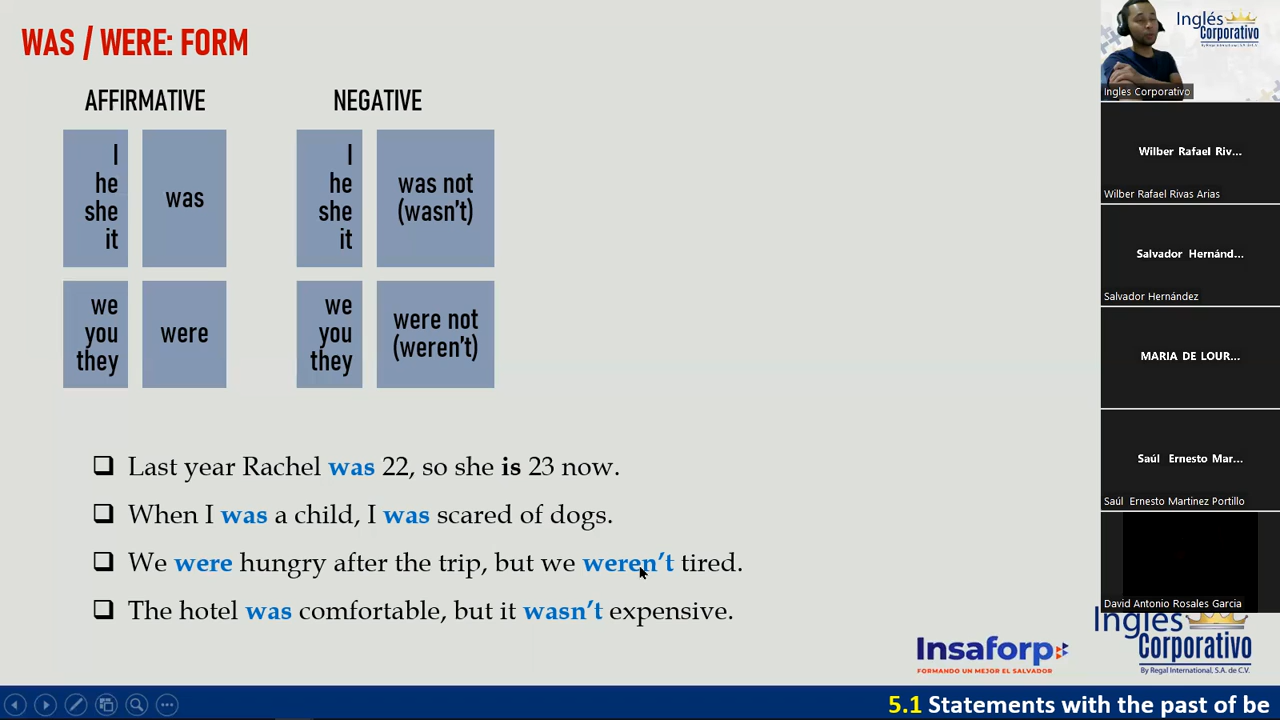 WAS / WERE: FORM
AFFIRMATIVE
NEGATIVE
I
he
she
it
was
I
he
she
it
was not
(wasn't)
we
you
they
were
we
you
they
were not
(weren't)
❑ Last year Rachel was 22, so she is 23 now.
❑ When I was a child, I was scared of dogs.
❑ We were hungry after the trip, but we weren't tired.
❑ The hotel was comfortable, but it wasn't expensive.
Insaforp
FORMANDO UN MEJOR EL SALVADOR
Inglés
Corporativo
By Regal International, S.A. de C.V.
5.1 Statements with the past of be
Inglés
Corporativo
Ingles Corporativo
Wilber Rafael Riv...
Wilber Rafael Rivas Arias
Salvador Hernánd...
Salvador Hernández
MARIA DE LOUR...
Saúl Ernesto Mar...
Saúl Ernesto Martinez Portillo
David Antonio Rosales Garcia